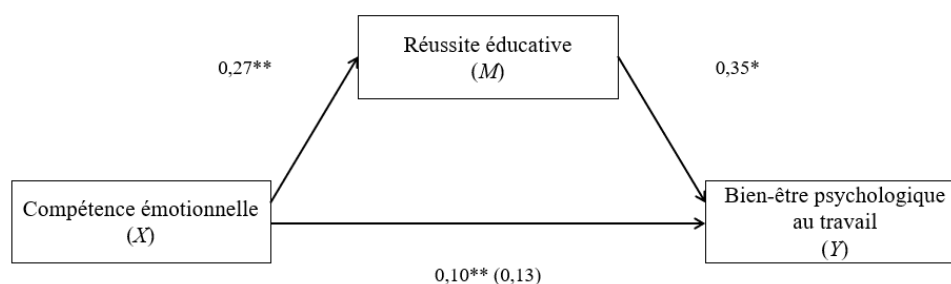 Réussite éducative
(M)
0,27**
0,35*
Compétence émotionnelle
(X)
Bien-être psychologique
au travail
(Y)
0,10** (0,13)